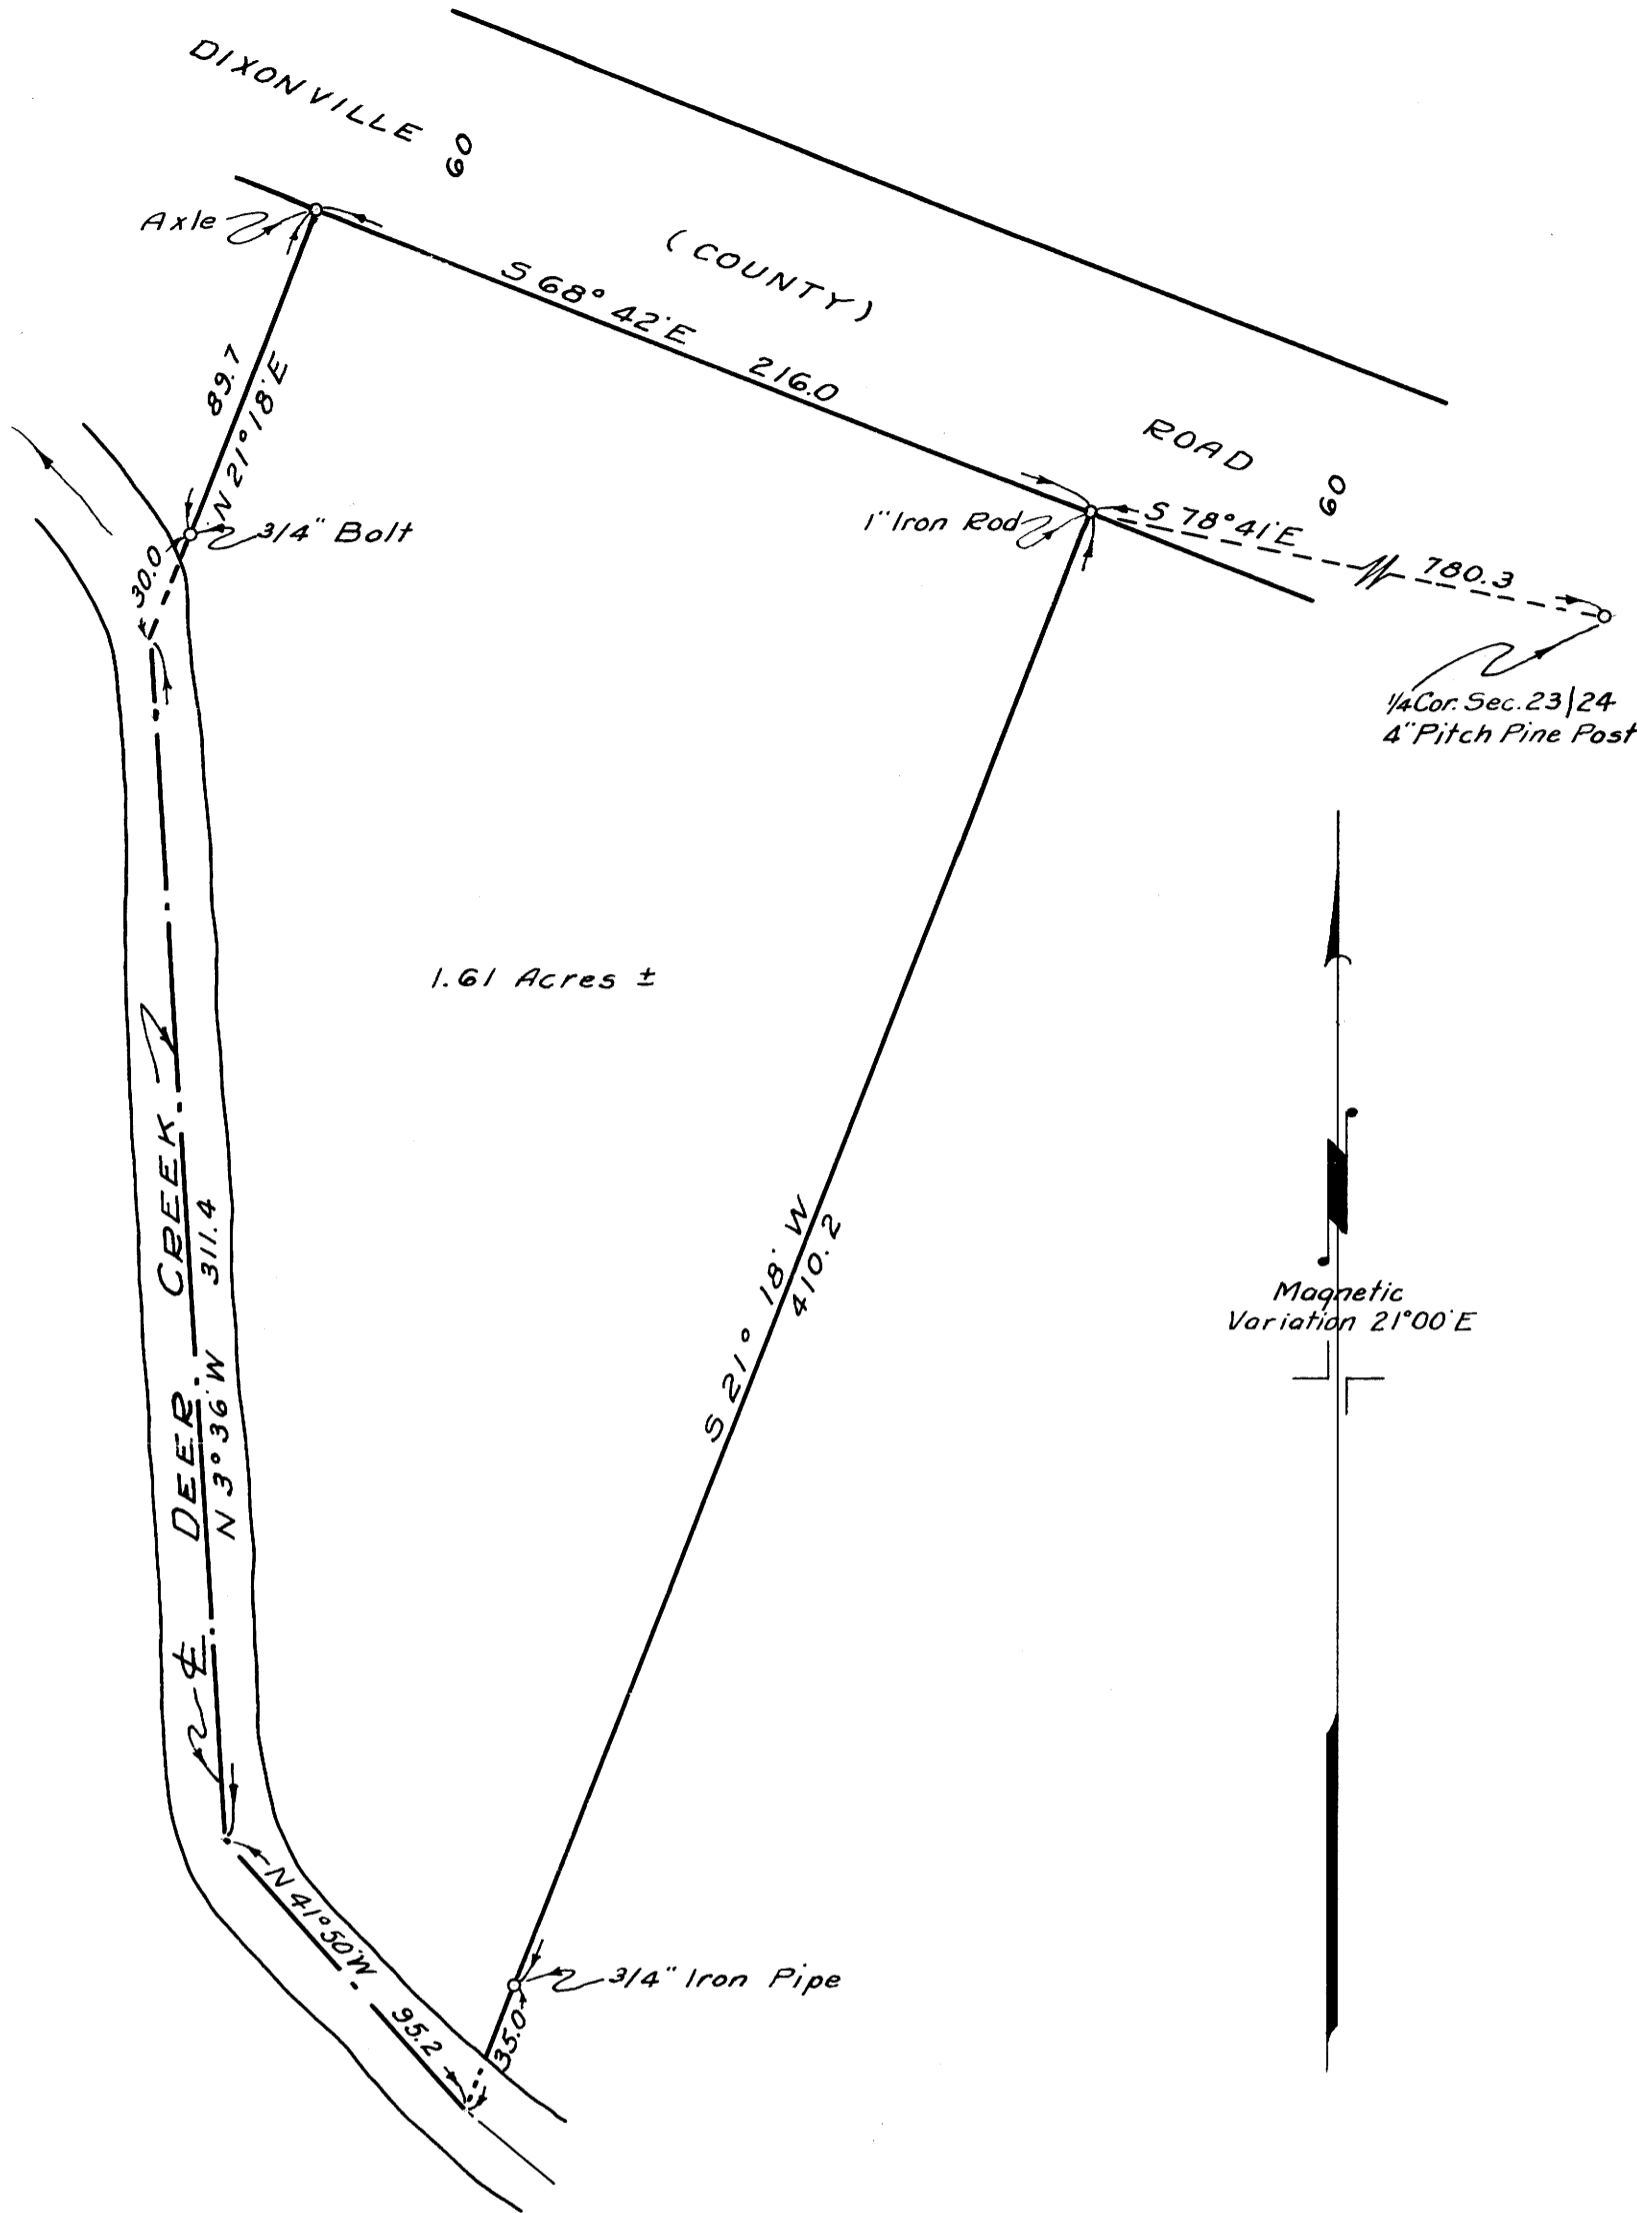 DIXONVILLE
60
(COUNTY)
ROAD
60
Axle
S 68° 42' E 216.0
89.7
N 21° 18' E
3/4" Bolt
30.0
1" Iron Rod
S 78° 41' E
780.3
1/4 Cor. Sec. 23|24
4" Pitch Pine Post
1.61 Acres ±
℄ DEER CREEK
N 3° 36' W 311.4
S 21° 18' W
410.2
Magnetic
Variation 21°00' E
N 41° 50' W
95.2
3/4" Iron Pipe
35.0